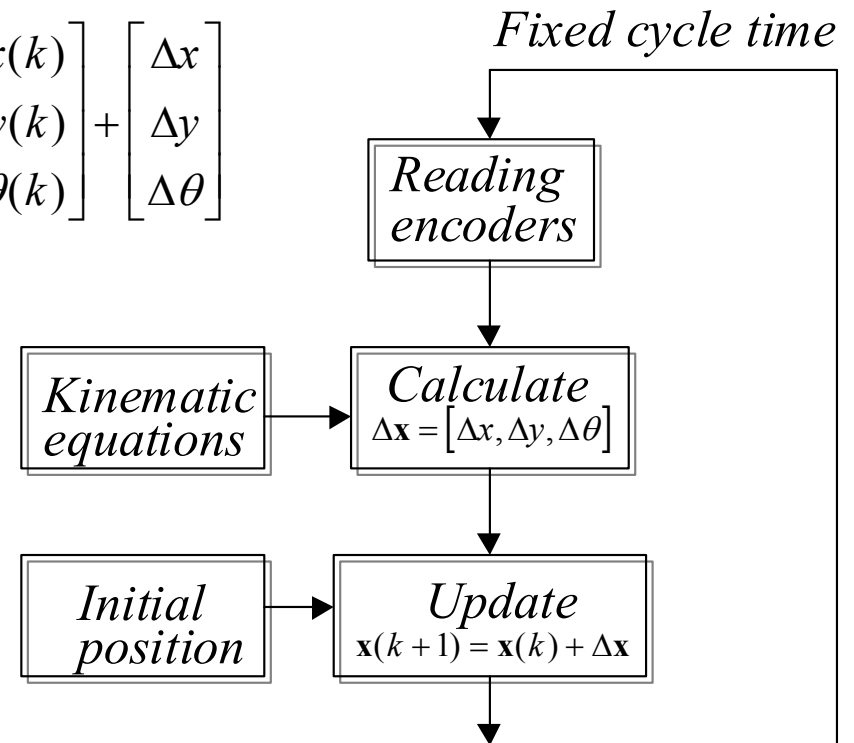 Fixed cycle time
(k)
(k)
(k)
+
Δx
Δy
Δθ
Reading
encoders
Kinematic
equations
Calculate
Δx = [Δx, Δy, Δθ]
Initial
position
Update
x(k + 1) = x(k) + Δx